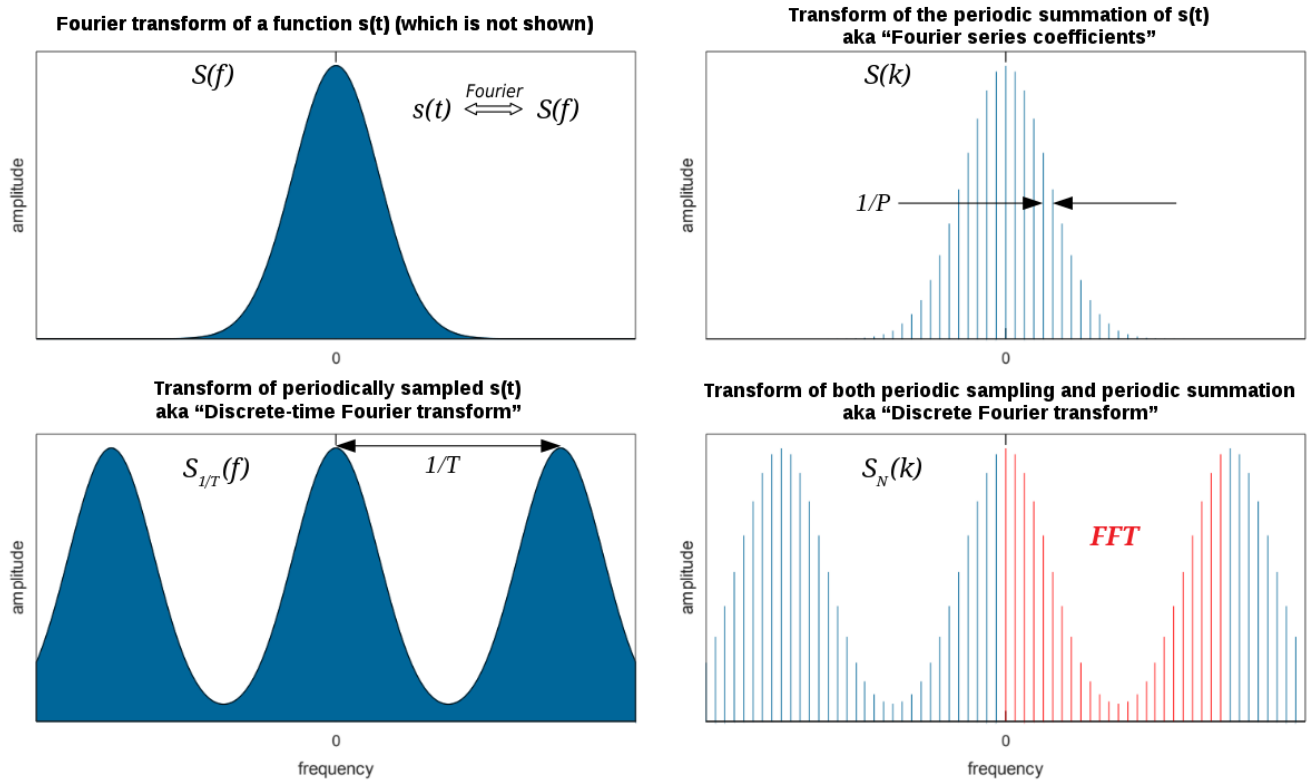 Fourier transform of a function s(t) (which is not shown)
S(f)
s(t) Fourier S(f)
amplitude
0
Transform of the periodic summation of s(t)
aka “Fourier series coefficients”
S(k)
1/P
amplitude
0
Transform of periodically sampled s(t)
aka “Discrete-time Fourier transform”
S1/T(f)
1/T
amplitude
0
frequency
Transform of both periodic sampling and periodic summation
aka “Discrete Fourier transform”
SN(k)
FFT
amplitude
0
frequency